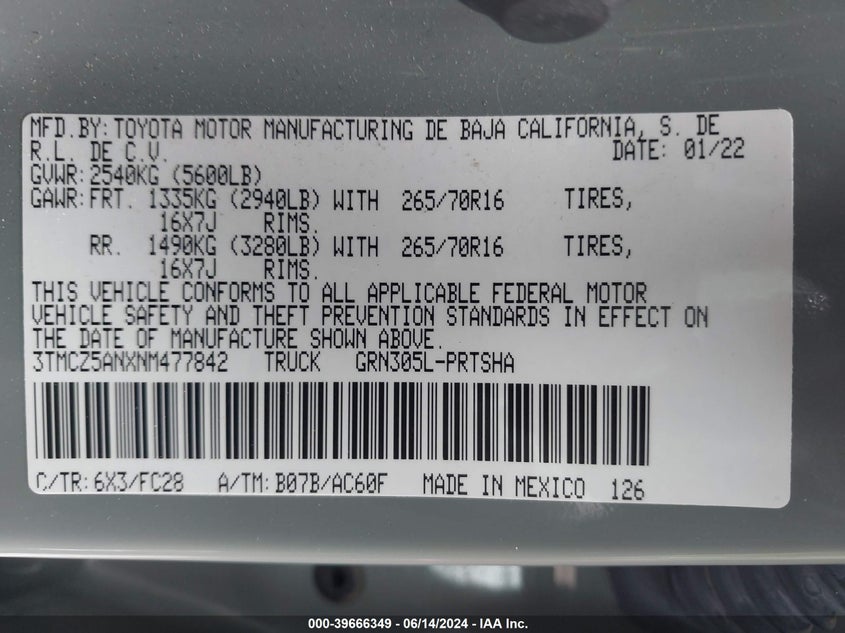 MFD.BY: TOYOTA MOTOR MANUFACTURING DE BAJA CALIFORNIA, S. DE
R.L. DE C.V. DATE: 01/22
GVWR: 2540KG (5600LB)
GAWR: FRT. 1335KG (2940LB) WITH 265/70R16 TIRES,
16X7J RIMS.
RR. 1490KG (3280LB) WITH 265/70R16 TIRES,
16X7J RIMS.
THIS VEHICLE CONFORMS TO ALL APPLICABLE FEDERAL MOTOR
VEHICLE SAFETY AND THEFT PREVENTION STANDARDS IN EFFECT ON
THE DATE OF MANUFACTURE SHOWN ABOVE.
3TMCZ5ANXNM477842 TRUCK GRN305L-PRTSHA
C/TR: 6X3/FC28 A/TM: B07B/AC60F MADE IN MEXICO 126
000-39666349 - 06/14/2024 - IAA Inc.